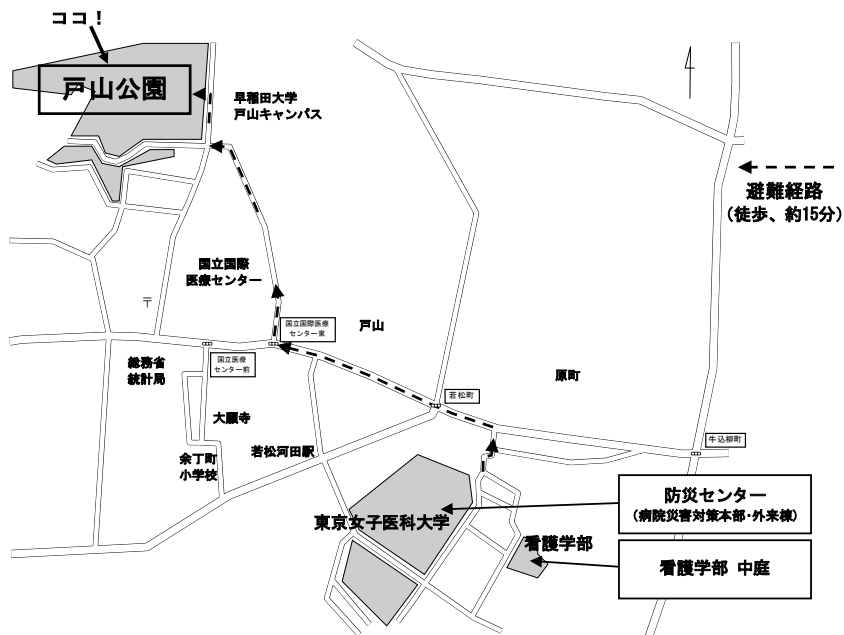 ココ！
戸山公園
早稲田大学
戸山キャンパス
避難経路
（徒歩、約15分）
国立国際
医療センター
〒
国立国際医療
センター東
戸山
総務省
統計局
国立医療
センター前
大願寺
若松町
原町
余丁町
小学校
若松河田駅
牛込柳町
防災センター
（病院災害対策本部・外来棟）
東京女子医科大学
看護学部
看護学部 中庭